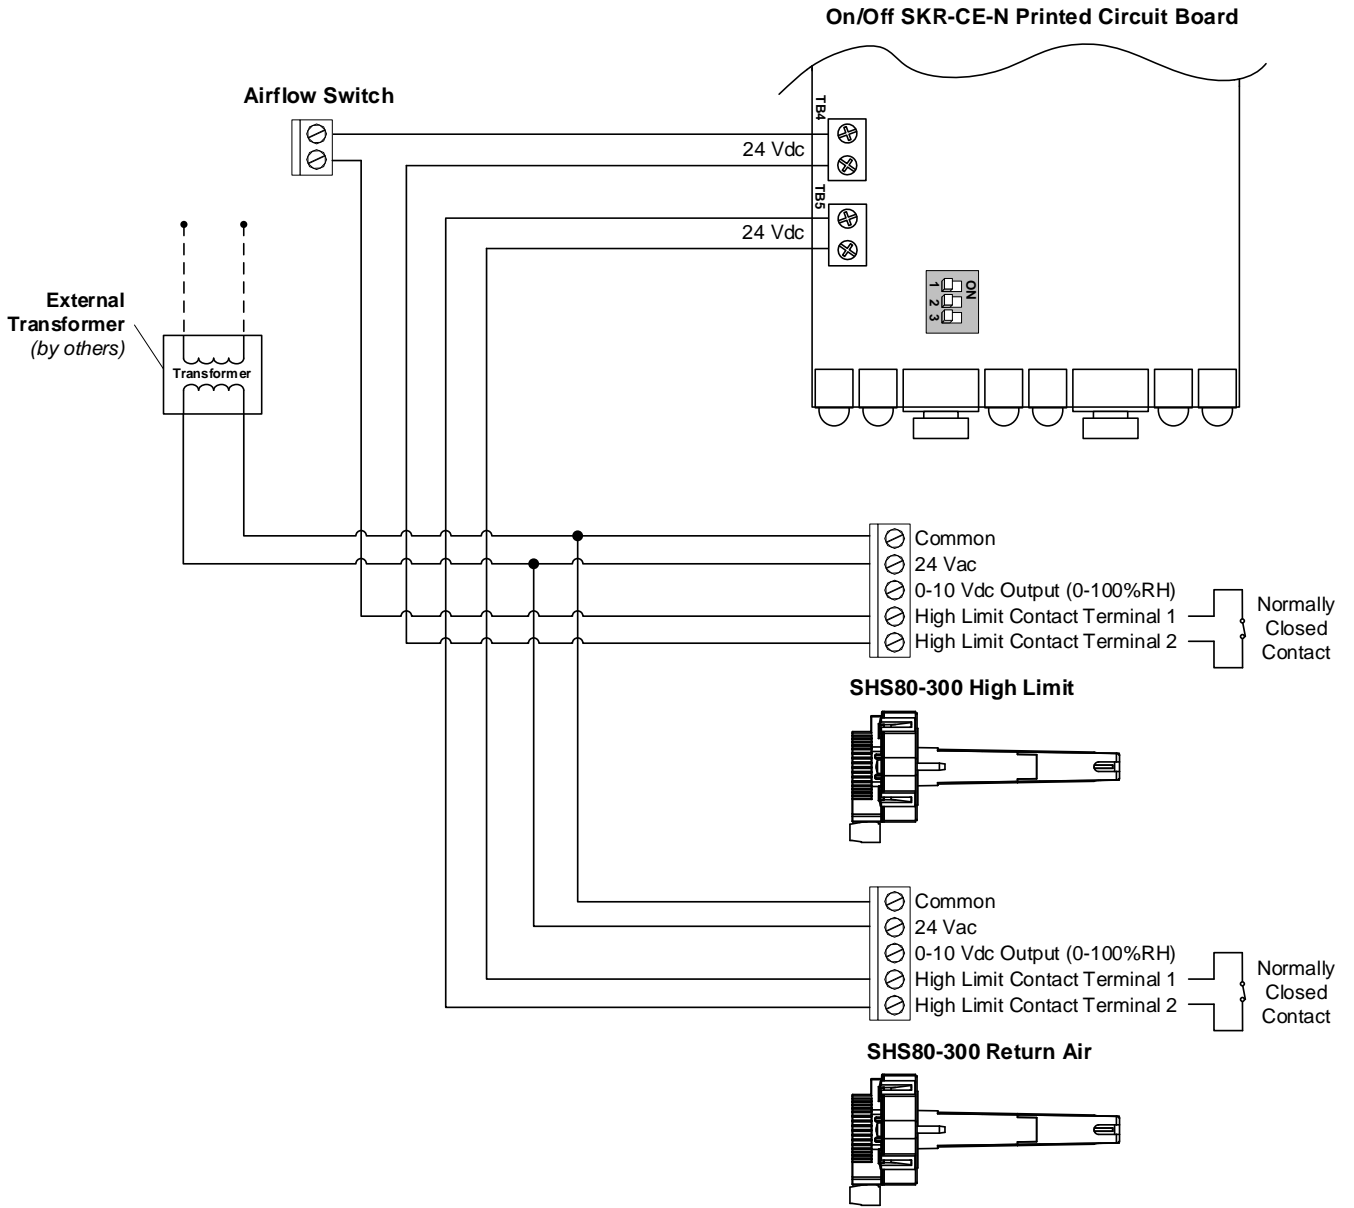 On/Off SKR-CE-N Printed Circuit Board
Airflow Switch
TB4
24 Vdc
TB5
24 Vdc
ON
1
2
3
External
Transformer
(by others)
Transformer
Common
24 Vac
0-10 Vdc Output (0-100%RH)
High Limit Contact Terminal 1
High Limit Contact Terminal 2
Normally
Closed
Contact
SHS80-300 High Limit
Common
24 Vac
0-10 Vdc Output (0-100%RH)
High Limit Contact Terminal 1
High Limit Contact Terminal 2
Normally
Closed
Contact
SHS80-300 Return Air